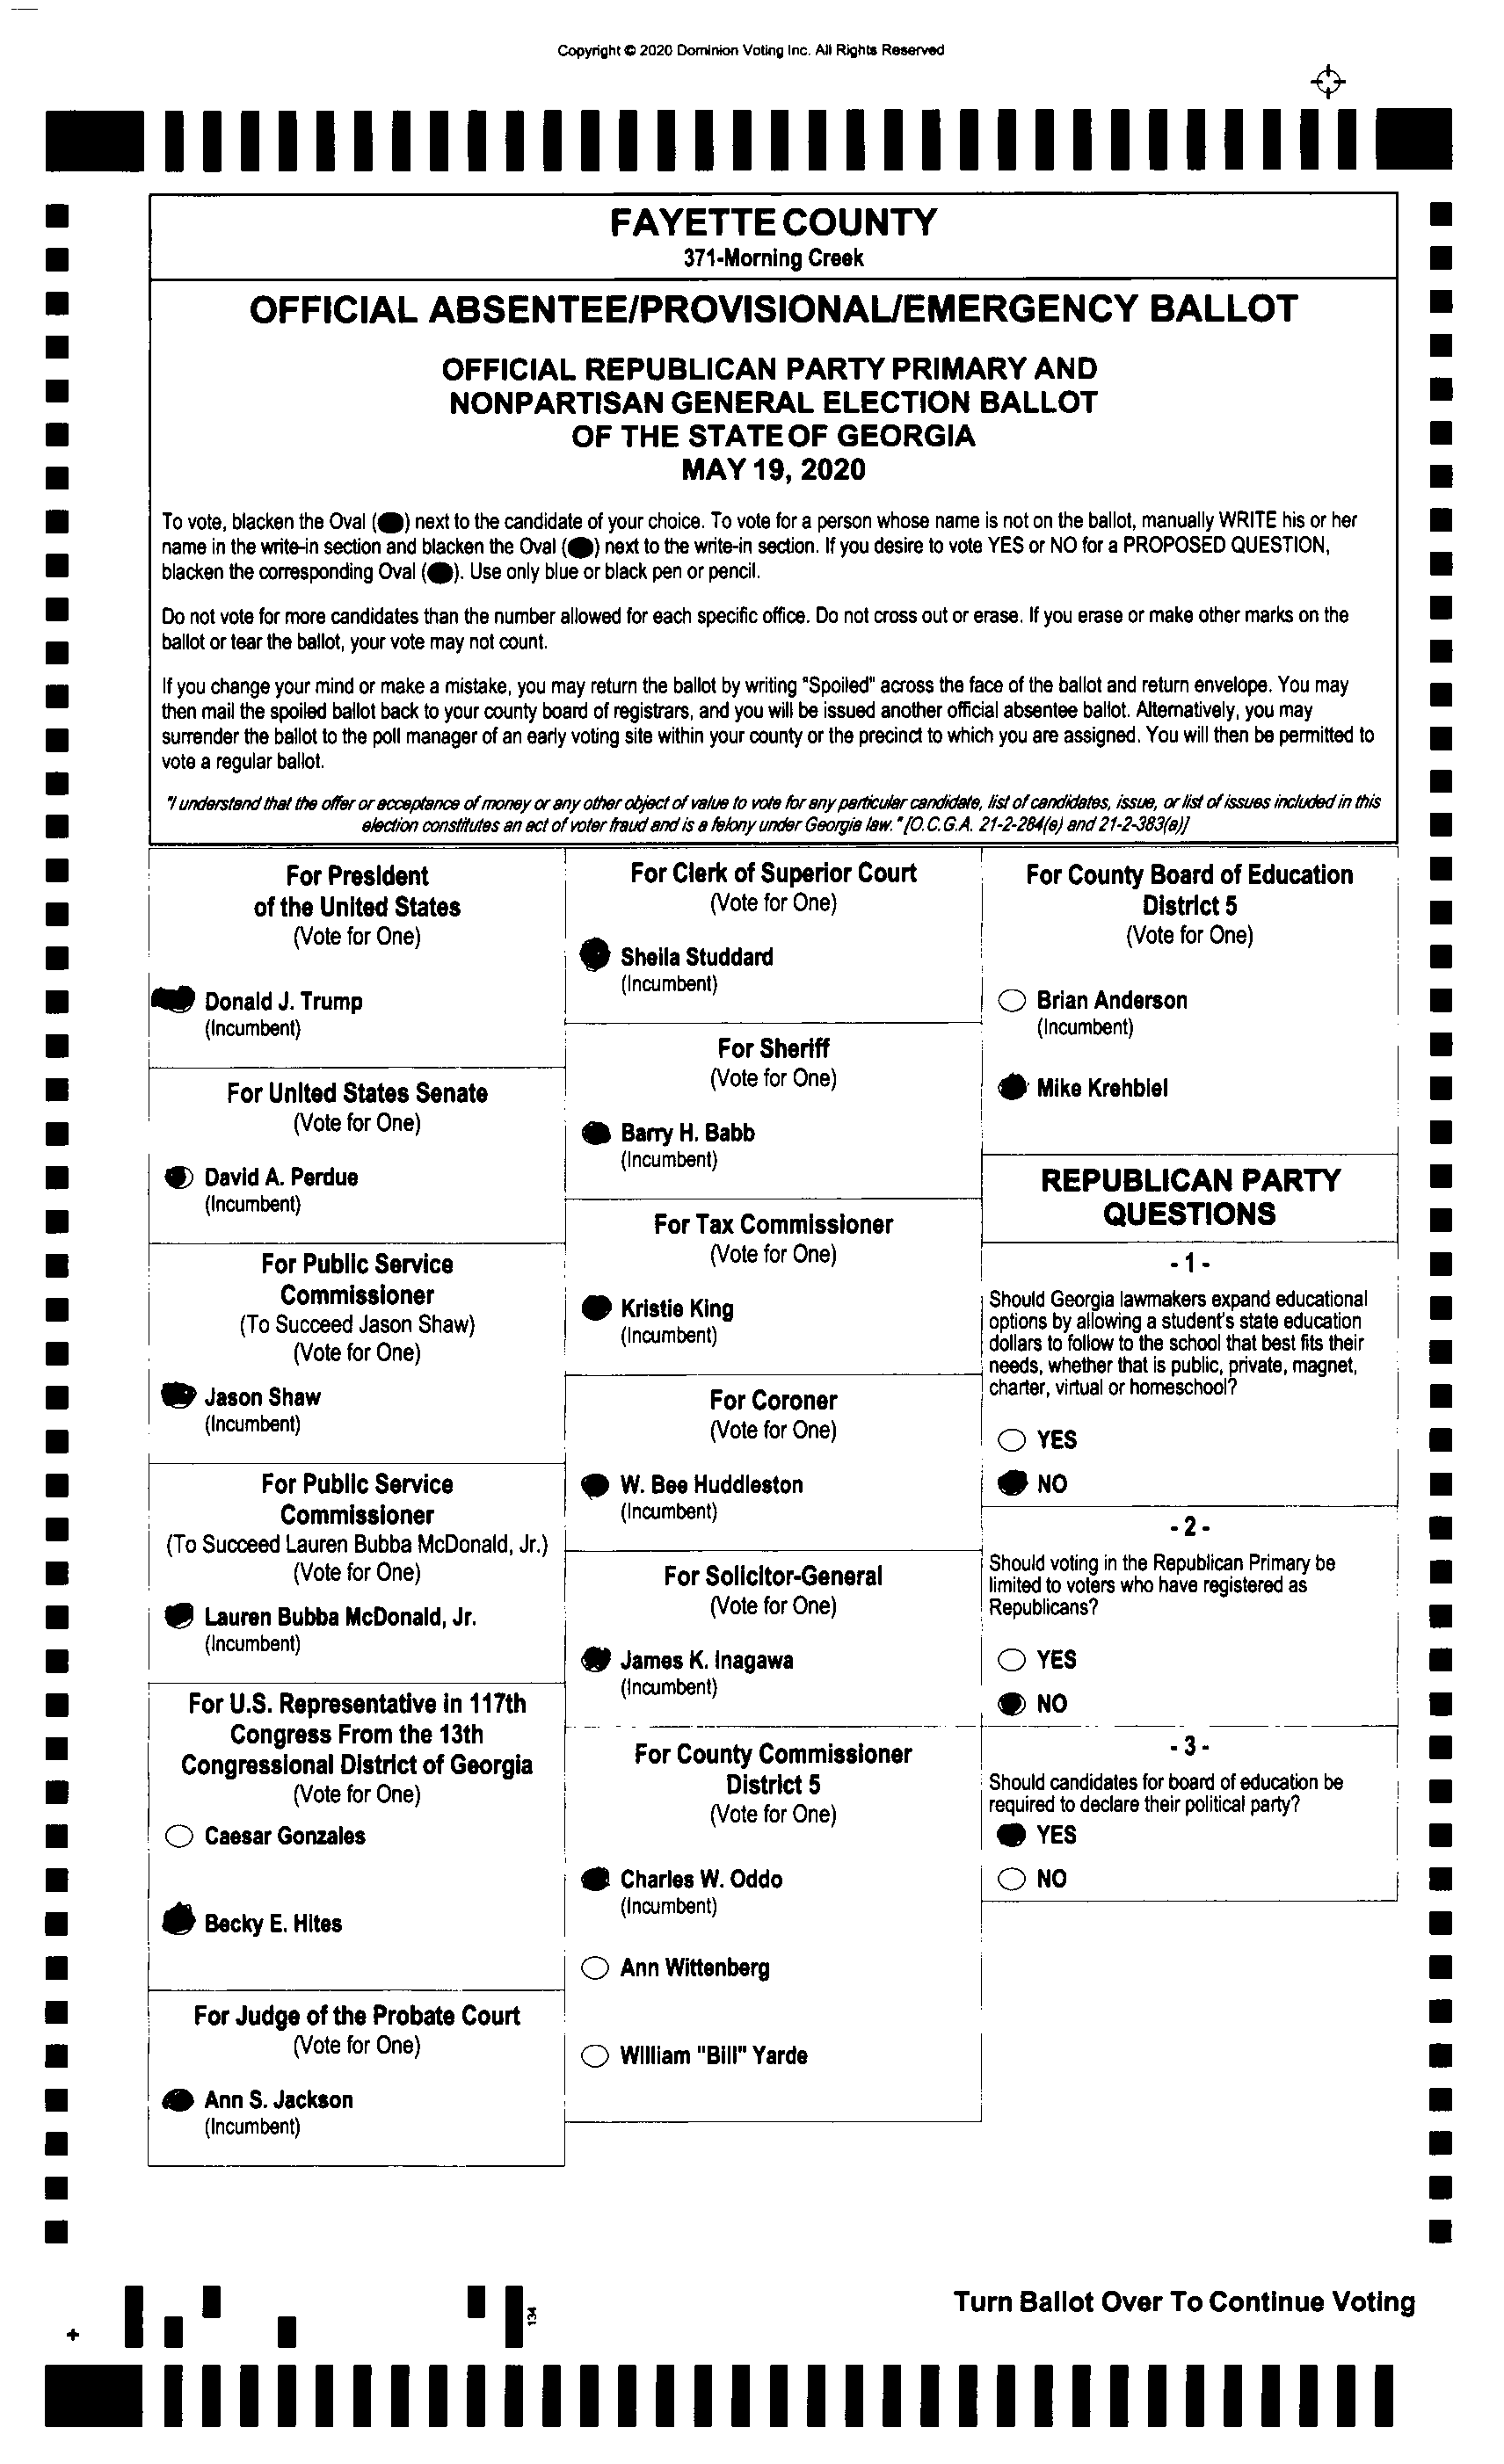 Copyright © 2020 Dominion Voting Inc. All Rights Reserved
FAYETTE COUNTY
371-Morning Creek
OFFICIAL ABSENTEE/PROVISIONAL/EMERGENCY BALLOT
OFFICIAL REPUBLICAN PARTY PRIMARY AND
NONPARTISAN GENERAL ELECTION BALLOT
OF THE STATE OF GEORGIA
MAY 19, 2020
To vote, blacken the Oval () next to the candidate of your choice. To vote for a person whose name is not on the ballot, manually WRITE his or her
name in the write-in section and blacken the Oval () next to the write-in section. If you desire to vote YES or NO for a PROPOSED QUESTION,
blacken the corresponding Oval (). Use only blue or black pen or pencil.
Do not vote for more candidates than the number allowed for each specific office. Do not cross out or erase. If you erase or make other marks on the
ballot or tear the ballot, your vote may not count.
If you change your mind or make a mistake, you may return the ballot by writing "Spoiled" across the face of the ballot and return envelope. You may
then mail the spoiled ballot back to your county board of registrars, and you will be issued another official absentee ballot. Alternatively, you may
surrender the ballot to the poll manager of an early voting site within your county or the precinct to which you are assigned. You will then be permitted to
vote a regular ballot.
"I understand that the offer or acceptance of money or any other object of value to vote for any particular candidate, list of candidates, issue, or list of issues included in this
election constitutes an act of voter fraud and is a felony under Georgia law." [O.C.G.A. 21-2-284(e) and 21-2-383(a)]
For President
of the United States
(Vote for One)
Donald J. Trump
(Incumbent)
For United States Senate
(Vote for One)
David A. Perdue
(Incumbent)
For Public Service
Commissioner
(To Succeed Jason Shaw)
(Vote for One)
Jason Shaw
(Incumbent)
For Public Service
Commissioner
(To Succeed Lauren Bubba McDonald, Jr.)
(Vote for One)
Lauren Bubba McDonald, Jr.
(Incumbent)
For U.S. Representative in 117th
Congress From the 13th
Congressional District of Georgia
(Vote for One)
Caesar Gonzales
Becky E. Hites
For Judge of the Probate Court
(Vote for One)
Ann S. Jackson
(Incumbent)
For Clerk of Superior Court
(Vote for One)
Sheila Studdard
(Incumbent)
For Sheriff
(Vote for One)
Barry H. Babb
(Incumbent)
For Tax Commissioner
(Vote for One)
Kristie King
(Incumbent)
For Coroner
(Vote for One)
W. Bee Huddleston
(Incumbent)
For Solicitor-General
(Vote for One)
James K. Inagawa
(Incumbent)
For County Commissioner
District 5
(Vote for One)
Charles W. Oddo
(Incumbent)
Ann Wittenberg
William "Bill" Yarde
For County Board of Education
District 5
(Vote for One)
Brian Anderson
(Incumbent)
Mike Krehbiel
REPUBLICAN PARTY
QUESTIONS
- 1 -
Should Georgia lawmakers expand educational
options by allowing a student's state education
dollars to follow to the school that best fits their
needs, whether that is public, private, magnet,
charter, virtual or homeschool?
YES
NO
- 2 -
Should voting in the Republican Primary be
limited to voters who have registered as
Republicans?
YES
NO
- 3 -
Should candidates for board of education be
required to declare their political party?
YES
NO
Turn Ballot Over To Continue Voting
134